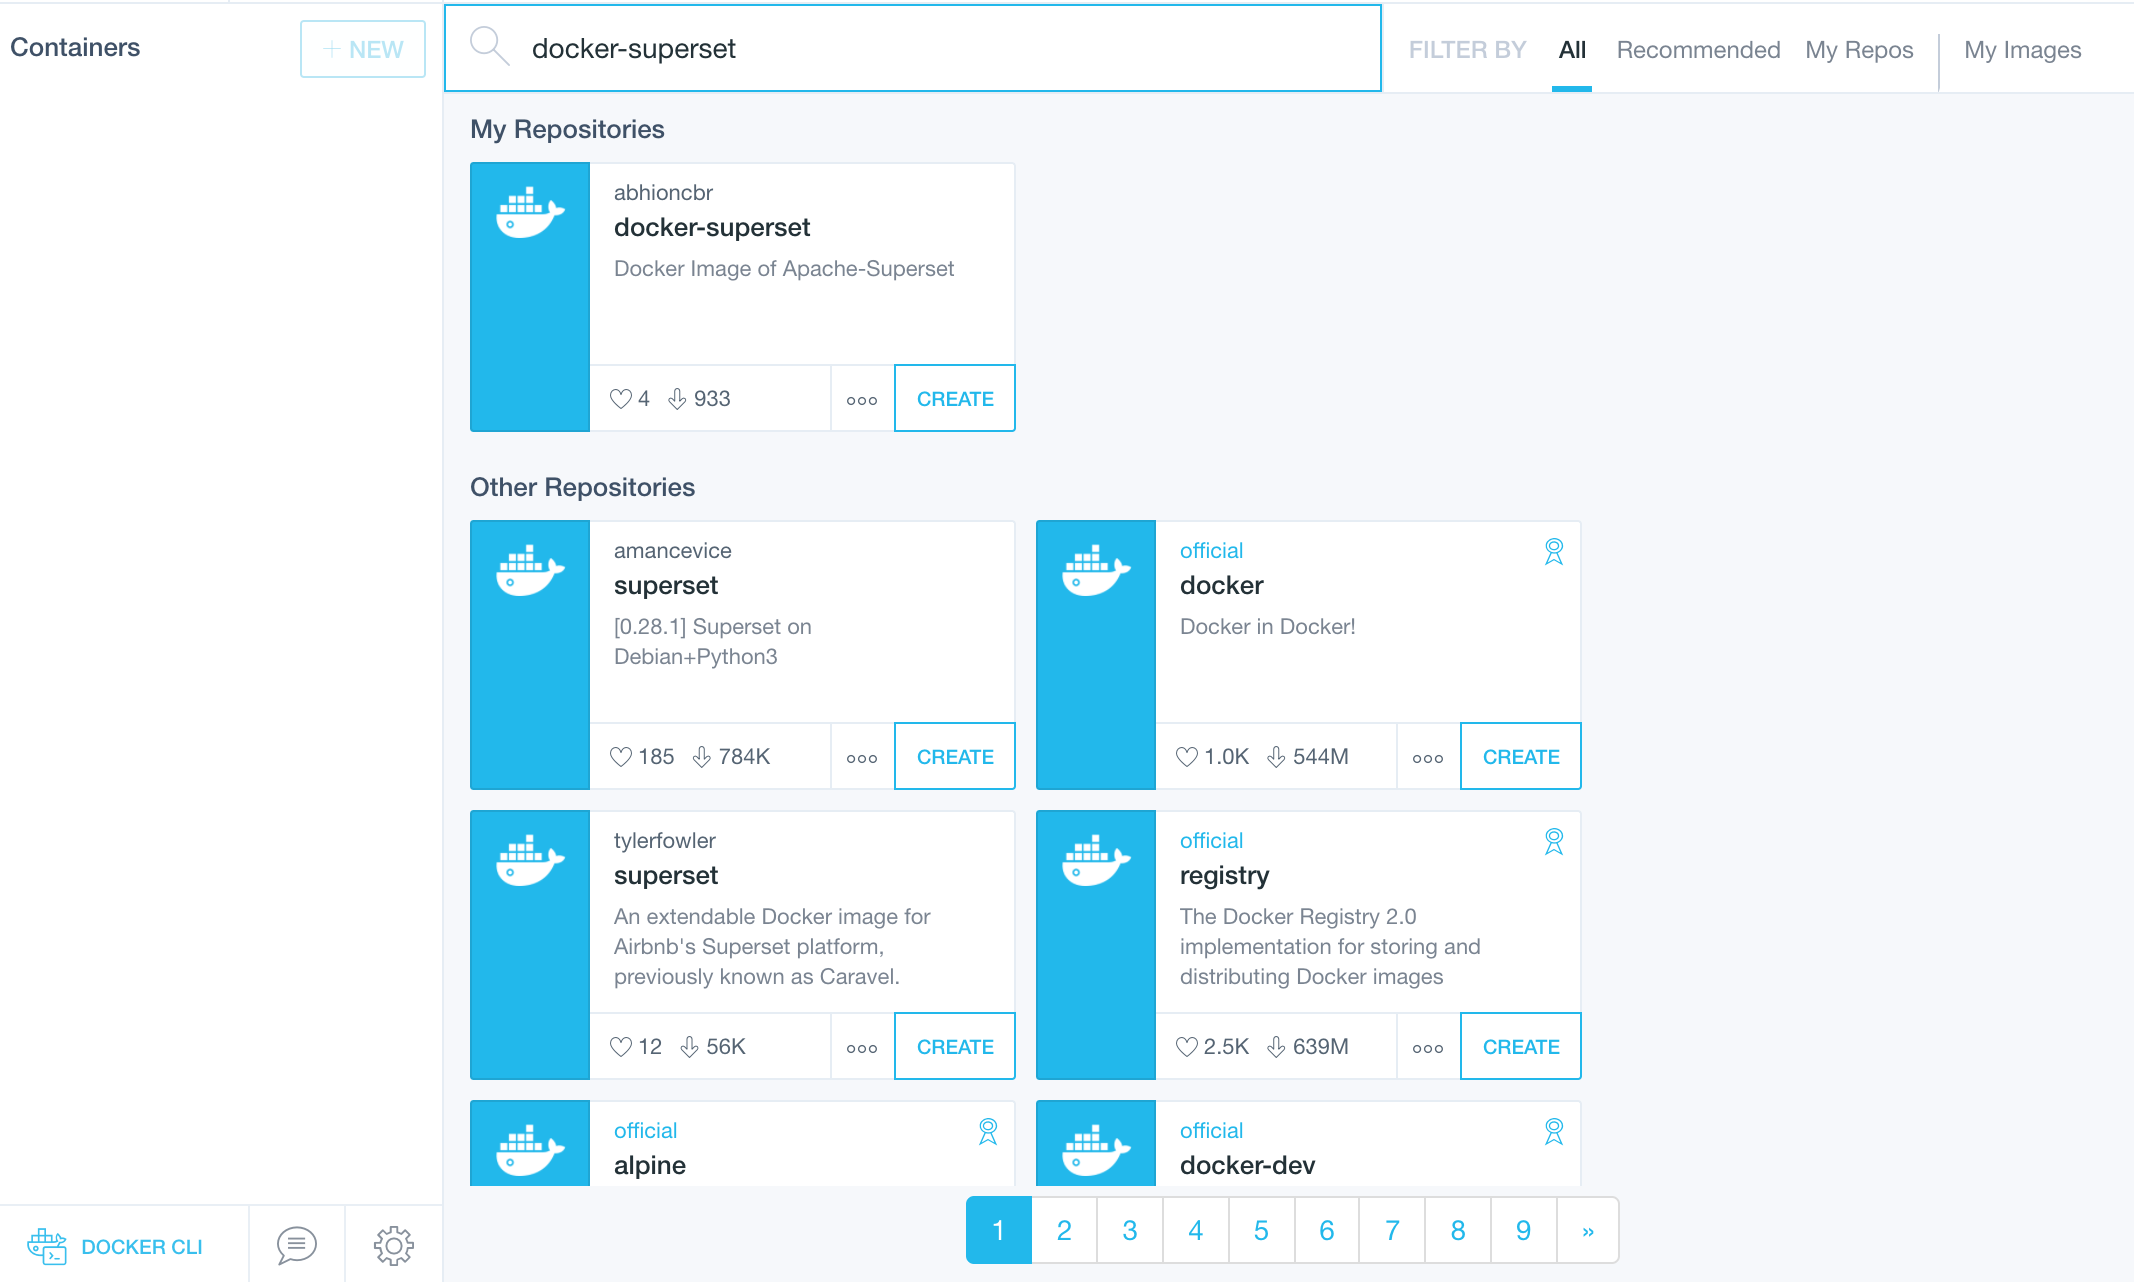 Containers
+ NEW
docker-superset
FILTER BY All Recommended My Repos My Images
My Repositories
abhioncbr
docker-superset
Docker Image of Apache-Superset
4 933
CREATE
Other Repositories
amancevice
superset
[0.28.1] Superset on
Debian+Python3
185 784K
CREATE
official
docker
Docker in Docker!
1.0K 544M
CREATE
tylerfowler
superset
An extendable Docker image for
Airbnb's Superset platform,
previously known as Caravel.
12 56K
CREATE
official
registry
The Docker Registry 2.0
implementation for storing and
distributing Docker images
2.5K 639M
CREATE
official
alpine
official
docker-dev
1 2 3 4 5 6 7 8 9 »
DOCKER CLI